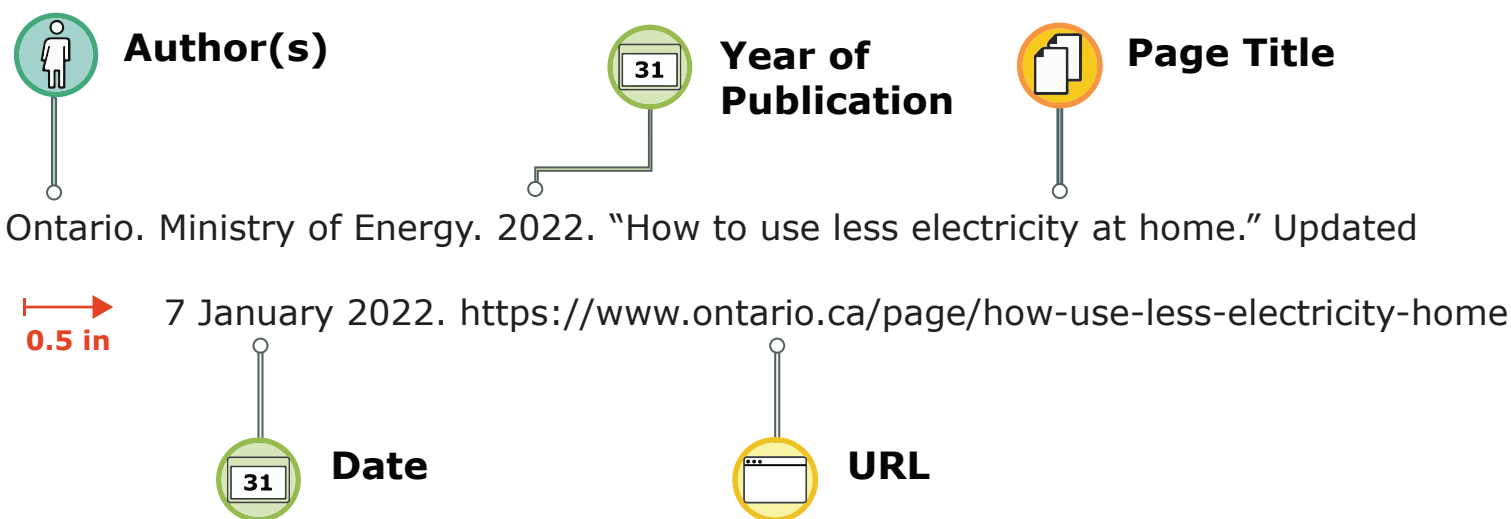 Author(s)
31
Year of
Publication
Page Title
Ontario. Ministry of Energy. 2022. “How to use less electricity at home.” Updated
7 January 2022. https://www.ontario.ca/page/how-use-less-electricity-home
0.5 in
31
Date
URL